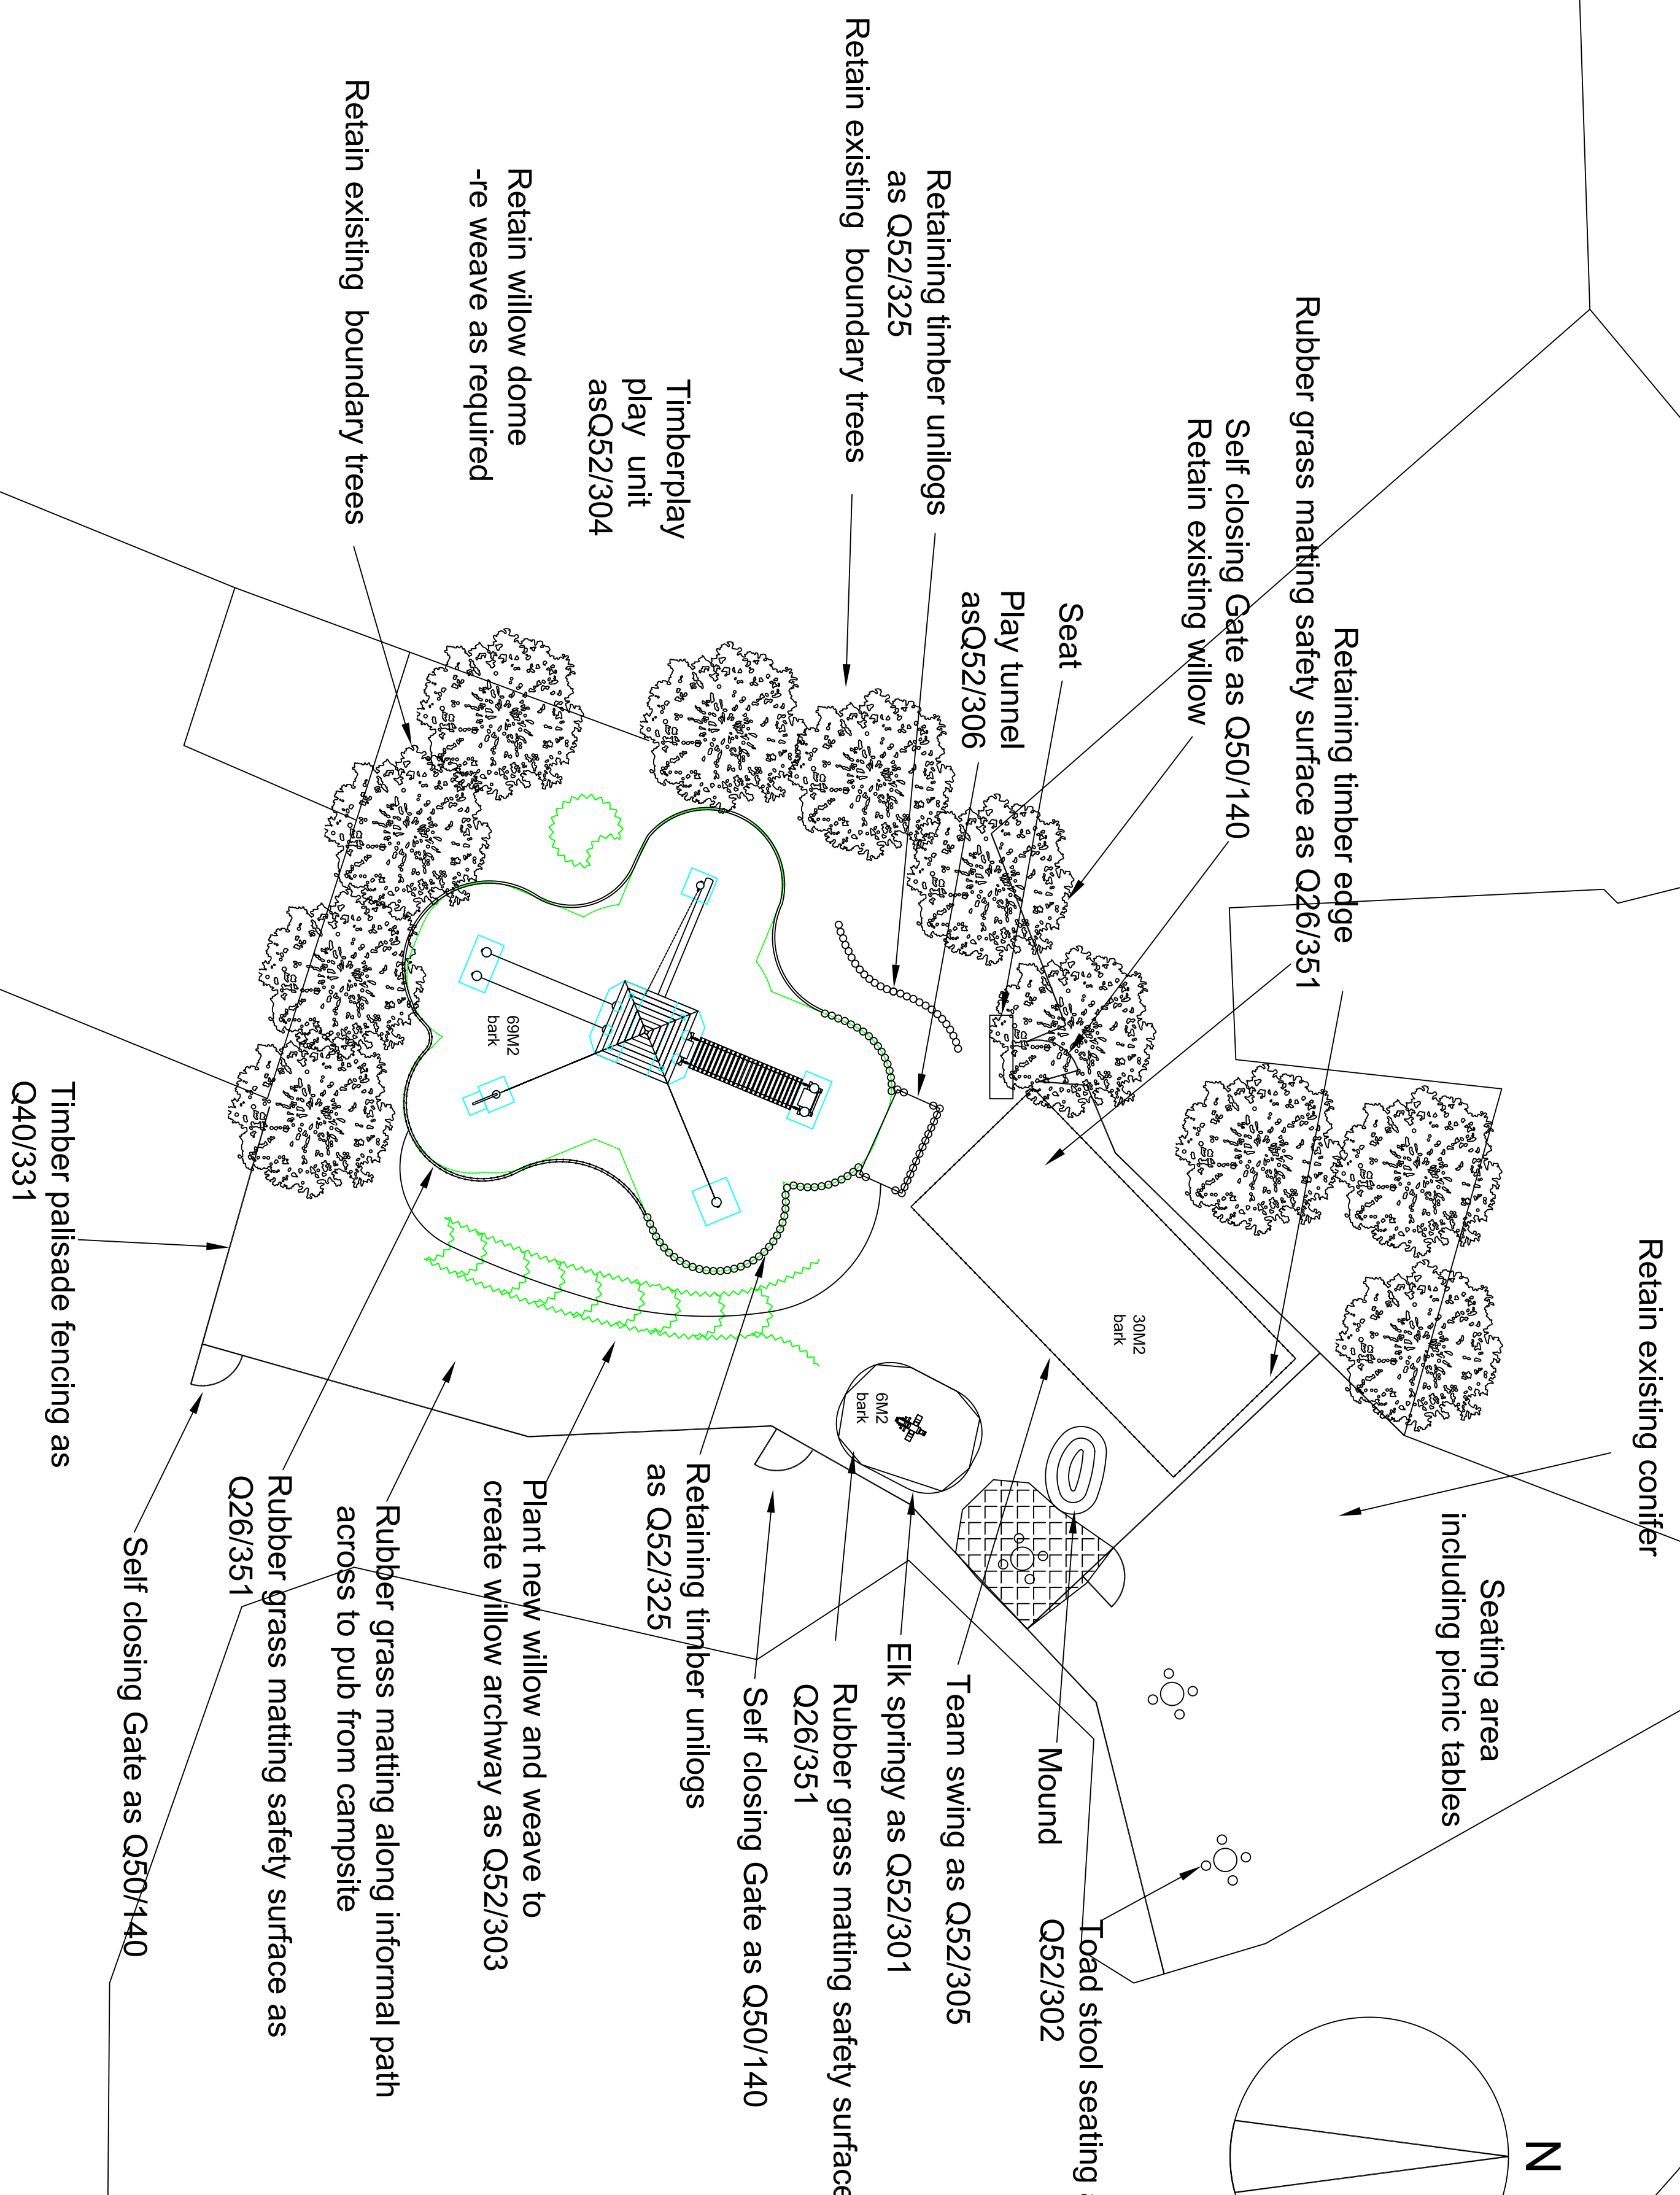 Retain existing conifer
Seating area
including picnic tables
N
Retaining timber edge
Rubber grass matting safety surface as Q26/351
Self closing Gate as Q50/140
Retain existing willow
30M2
bark
Seat
Play tunnel
asQ52/306
Toad stool seating
Q52/302
Mound
Team swing as Q52/305
Retaining timber unilogs
as Q52/325
Elk springy as Q52/301
6M2
bark
Retain existing boundary trees
Rubber grass matting safety surface
Q26/351
Self closing Gate as Q50/140
Timberplay
play unit
asQ52/304
Retaining timber unilogs
as Q52/325
Retain willow dome
-re weave as required
69M2
bark
Plant new willow and weave to
create willow archway as Q52/303
Retain existing boundary trees
Rubber grass matting along informal path
across to pub from campsite
Rubber grass matting safety surface as
Q26/351
Self closing Gate as Q50/140
Timber palisade fencing as
Q40/331